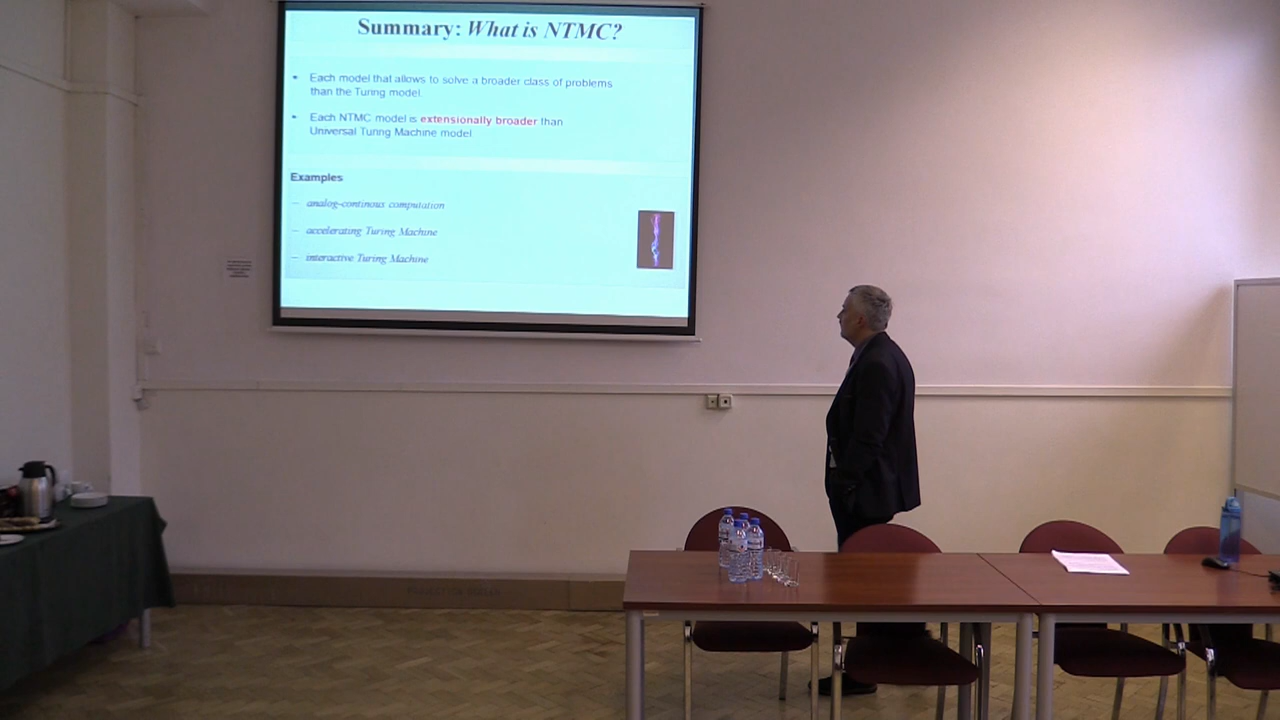 Summary: What is NTMC?
• Each model that allows to solve a broader class of problems
than the Turing model.
• Each NTMC model is extensionally broader than
Universal Turing Machine model
Examples
– analog-continous computation
– accelerating Turing Machine
– interactive Turing Machine